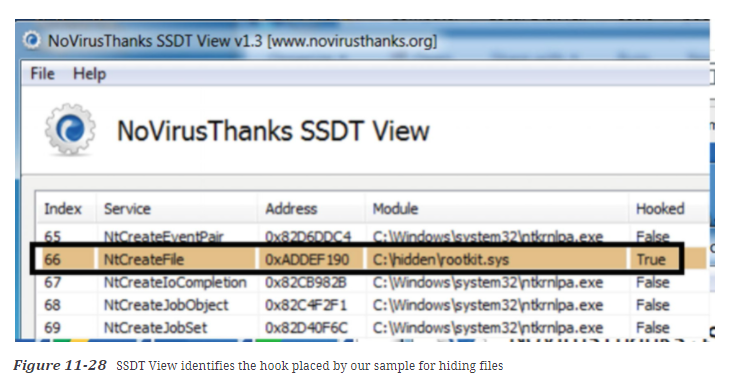 NoVirusThanks SSDT View v1.3 [www.novirusthanks.org]
File Help
NoVirusThanks SSDT View
Index Service Address Module Hooked
65 NtCreateEventPair 0x82D6DDC4 C:\Windows\system32\ntkrnlpa.exe False
66 NtCreateFile 0xADDEF190 C:\hidden\rootkit.sys True
67 NtCreateIoCompletion 0x82CB982B C:\Windows\system32\ntkrnlpa.exe False
68 NtCreateJobObject 0x82C4F2F1 C:\Windows\system32\ntkrnlpa.exe False
69 NtCreateJobSet 0x82D40F6C C:\Windows\system32\ntkrnlpa.exe False
Figure 11-28 SSDT View identifies the hook placed by our sample for hiding files